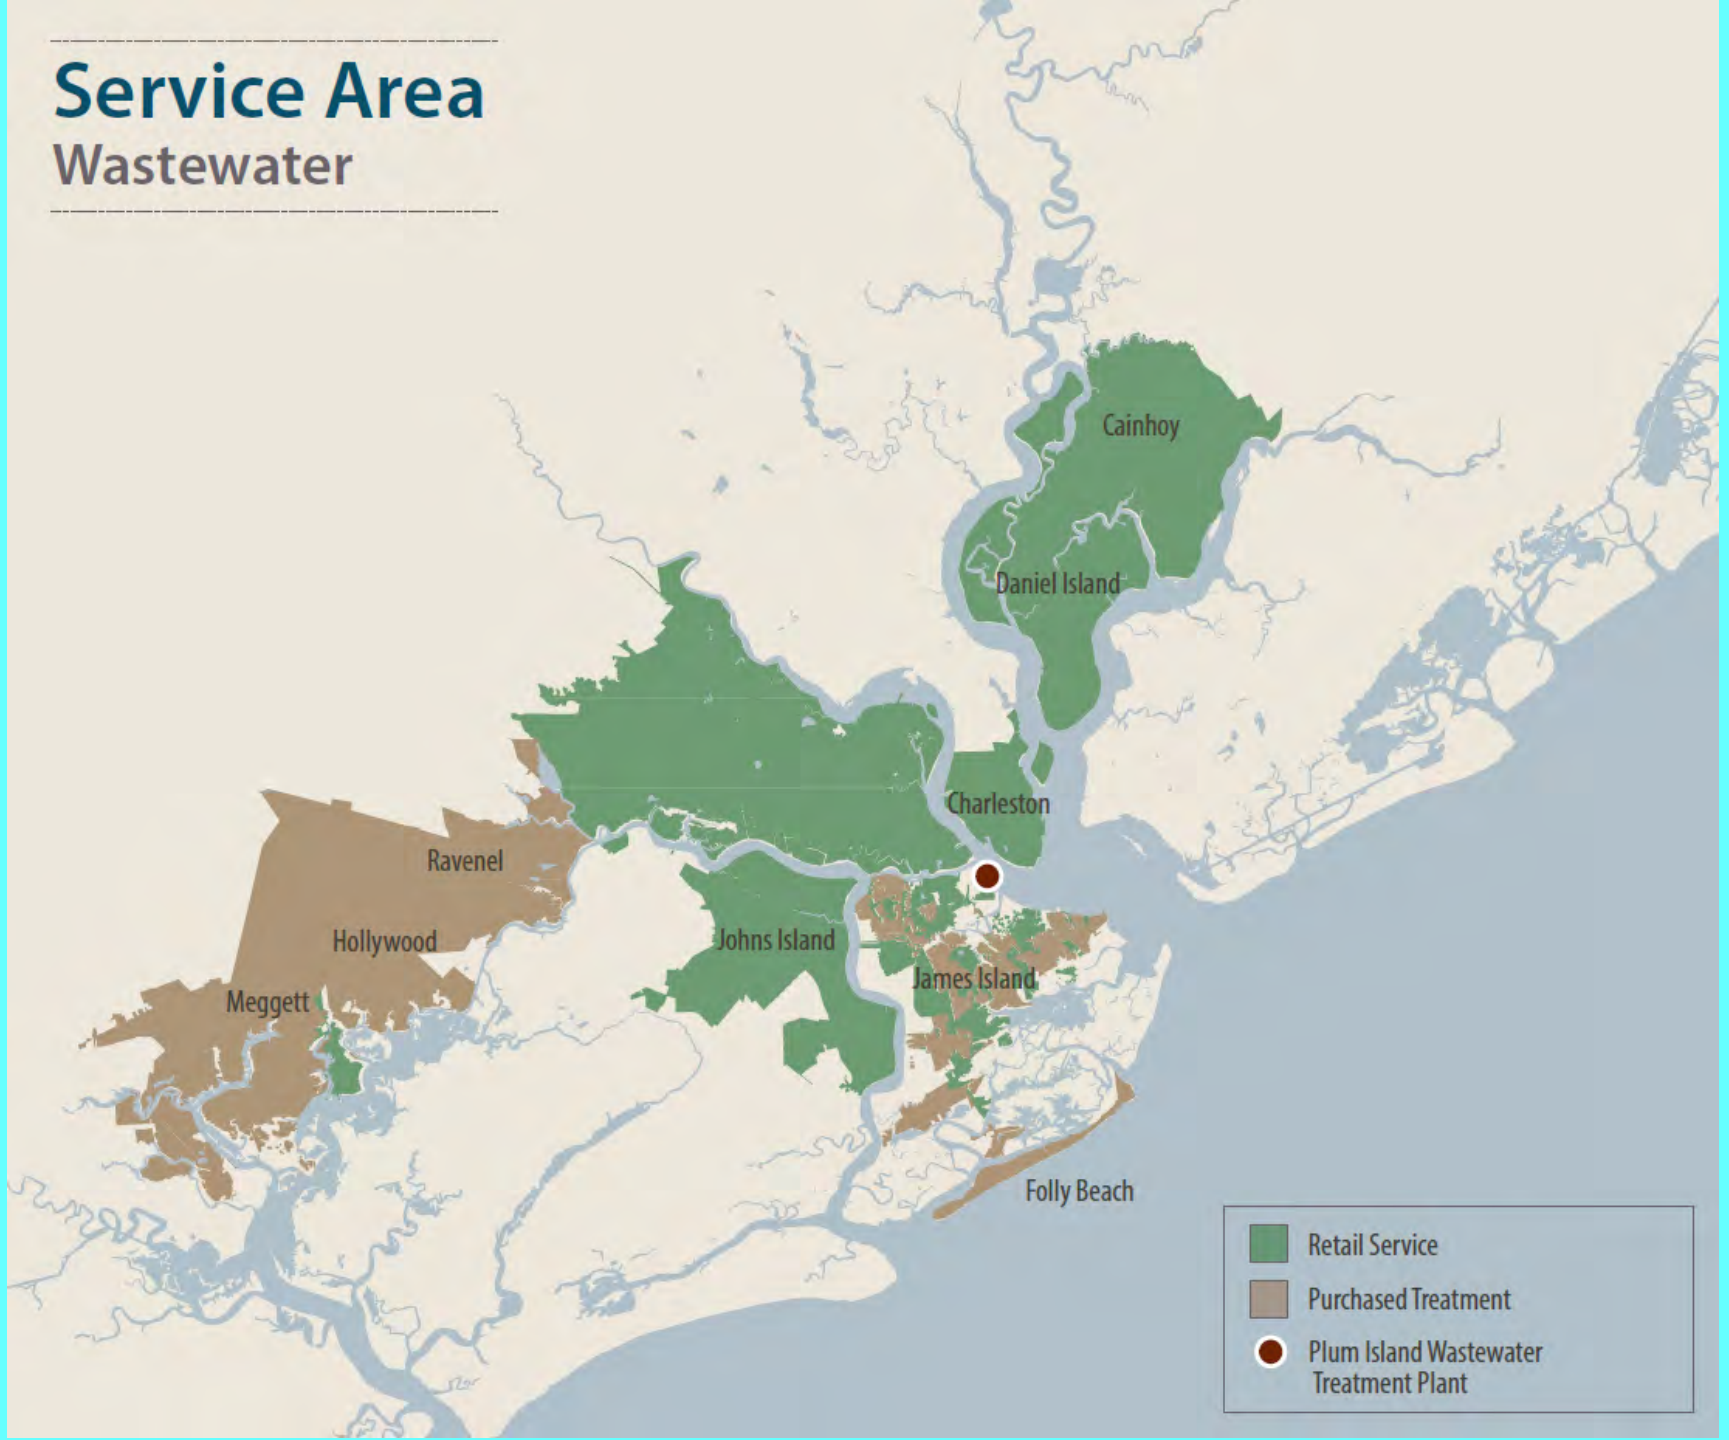 Service Area
Wastewater
Cainhoy
Daniel Island
Charleston
Ravenel
Hollywood
Johns Island
James Island
Meggett
Folly Beach
Retail Service
Purchased Treatment
Plum Island Wastewater
Treatment Plant